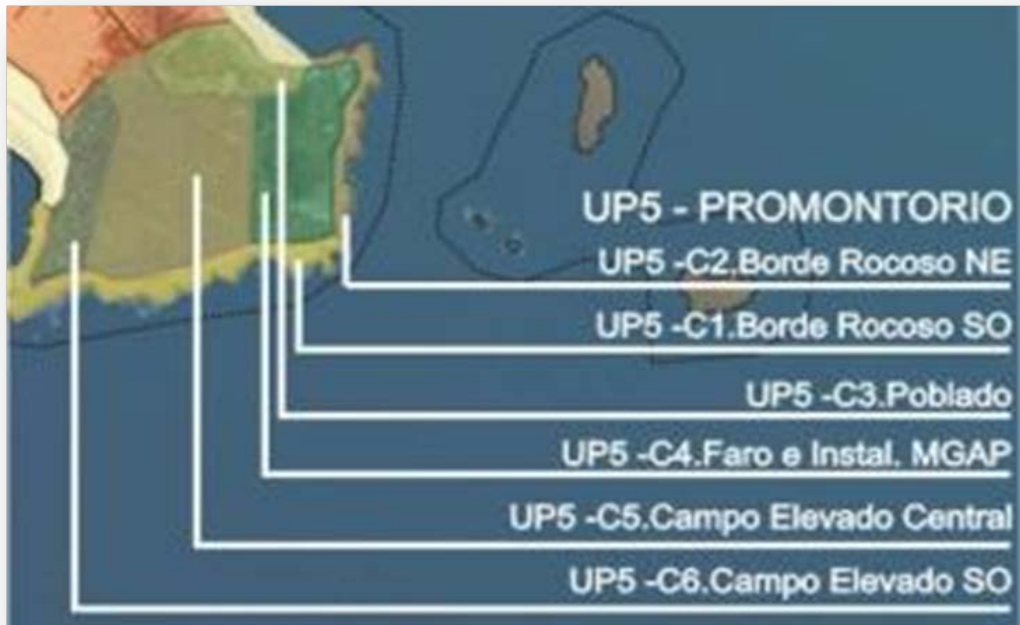 UP5 - PROMONTORIO
UP5 -C2.Borde Rocoso NE
UP5 -C1.Borde Rocoso SO
UP5 -C3.Poblado
UP5 -C4.Faro e Instal. MGAP
UP5 -C5.Campo Elevado Central
UP5 -C6.Campo Elevado SO